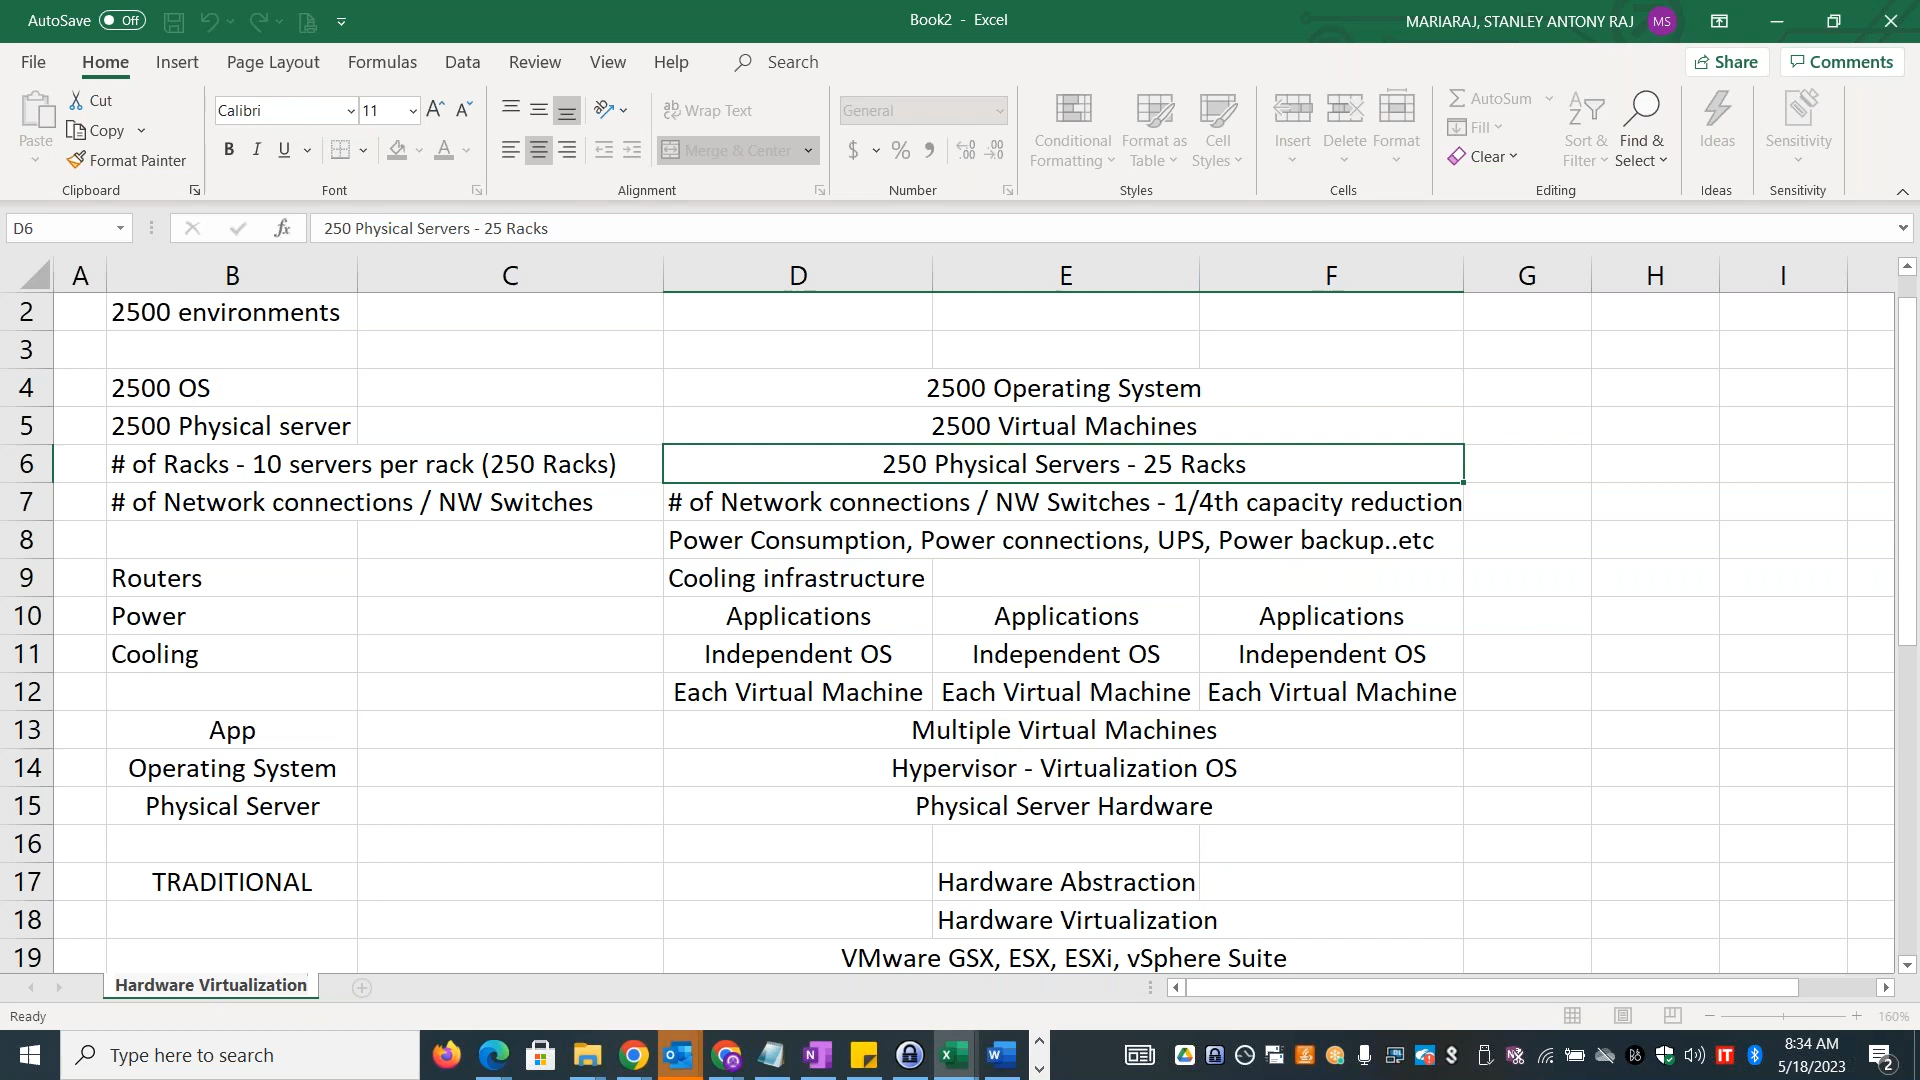 AutoSave Off
Book2 - Excel
MARIARAJ, STANLEY ANTONY RAJ MS
File Home Insert Page Layout Formulas Data Review View Help Search Share Comments
Paste
Cut
Copy
Format Painter
Clipboard
Calibri 11
B I U
Font
Wrap Text
Merge & Center
Alignment
General
$ % 9
Number
Conditional Formatting
Format as Table
Cell Styles
Styles
Insert Delete Format
Cells
AutoSum
Fill
Clear
Sort & Filter
Find & Select
Editing
Ideas
Ideas
Sensitivity
Sensitivity
D6 fx 250 Physical Servers - 25 Racks
A B C D E F G H I
2 2500 environments
3
4 2500 OS 2500 Operating System
5 2500 Physical server 2500 Virtual Machines
6 # of Racks - 10 servers per rack (250 Racks) 250 Physical Servers - 25 Racks
7 # of Network connections / NW Switches # of Network connections / NW Switches - 1/4th capacity reduction
8 Power Consumption, Power connections, UPS, Power backup..etc
9 Routers Cooling infrastructure
10 Power Applications Applications Applications
11 Cooling Independent OS Independent OS Independent OS
12 Each Virtual Machine Each Virtual Machine Each Virtual Machine
13 App Multiple Virtual Machines
14 Operating System Hypervisor - Virtualization OS
15 Physical Server Physical Server Hardware
16
17 TRADITIONAL Hardware Abstraction
18 Hardware Virtualization
19 VMware GSX, ESX, ESXi, vSphere Suite
Hardware Virtualization
Ready 160%
Type here to search
8:34 AM
5/18/2023
2